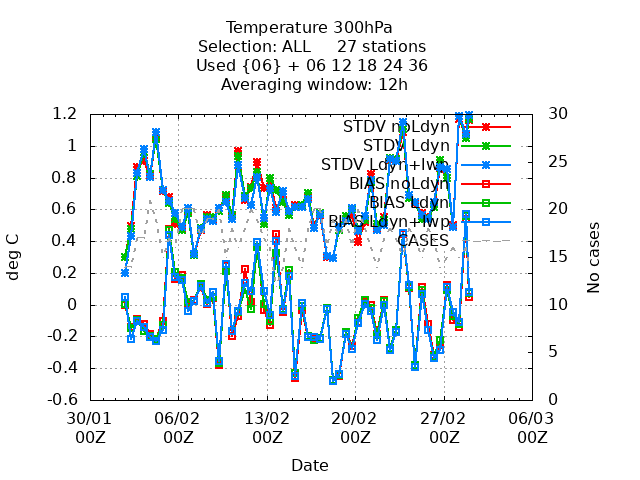 Temperature 300hPa
Selection: ALL     27 stations
Used {06} + 06 12 18 24 36
Averaging window: 12h
1.2
1
0.8
0.6
0.4
0.2
0
-0.2
-0.4
-0.6
deg C
30
25
20
15
10
5
0
No cases
STDV noLdyn
STDV Ldyn
STDV Ldyn+lwp
BIAS noLdyn
BIAS Ldyn
BIAS Ldyn+lwp
CASES
30/01 06/02 13/02 20/02 27/02 06/03
00Z 00Z 00Z 00Z 00Z 00Z
Date